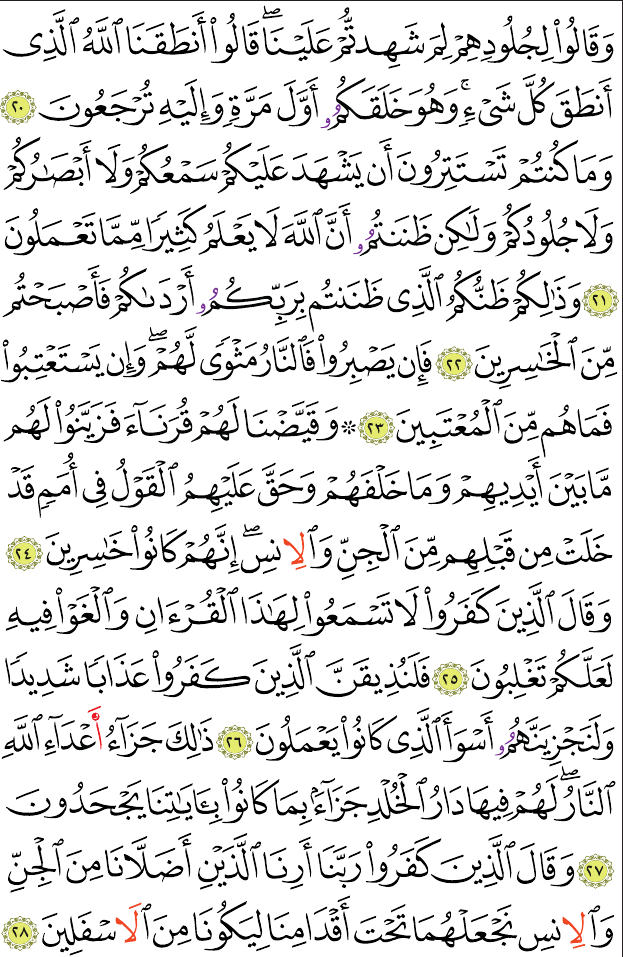 وَقَالُوا۟ لِجُلُودِهِمْ لِمَ شَهِدتُّمْ عَلَيْنَاۖ قَالُوٓا۟ أَنطَقَنَا ٱللَّهُ ٱلَّذِى
أَنطَقَ كُلَّ شَىْءٍۚ وَهُوَ خَلَقَكُمُۥٓ أَوَّلَ مَرَّةٍ وَإِلَيْهِ تُرْجَعُونَ ٢٠
وَمَا كُنتُمْ تَسْتَتِرُونَ أَن يَشْهَدَ عَلَيْكُمْ سَمْعُكُمْ وَلَا أَبْصَٰرُكُمْ
وَلَا جُلُودُكُمْ وَلَٰكِن ظَنَنتُمُۥٓ أَنَّ ٱللَّهَ لَا يَعْلَمُ كَثِيرًا مِّمَّا تَعْمَلُونَ
٢١ وَذَٰلِكُمْ ظَنُّكُمُ ٱلَّذِى ظَنَنتُم بِرَبِّكُمُۥٓ أَرْدَىٰكُمْ فَأَصْبَحْتُم
مِّنَ ٱلْخَٰسِرِينَ ٢٢ فَإِن يَصْبِرُوا۟ فَٱلنَّارُ مَثْوًى لَّهُمْۖ وَإِن يَسْتَعْتِبُوا۟
فَمَا هُم مِّنَ ٱلْمُعْتَبِينَ ٢٣ ۞ وَقَيَّضْنَا لَهُمْ قُرَنَآءَ فَزَيَّنُوا۟ لَهُم
مَّا بَيْنَ أَيْدِيهِمْ وَمَا خَلْفَهُمْ وَحَقَّ عَلَيْهِمُ ٱلْقَوْلُ فِى أُمَمٍ قَدْ
خَلَتْ مِن قَبْلِهِم مِّنَ ٱلْجِنِّ وَٱلِانسِۖ إِنَّهُمْ كَانُوا۟ خَٰسِرِينَ ٢٤
وَقَالَ ٱلَّذِينَ كَفَرُوا۟ لَا تَسْمَعُوا۟ لِهَٰذَا ٱلْقُرْءَانِ وَٱلْغَوْا۟ فِيهِ
لَعَلَّكُمْ تَغْلِبُونَ ٢٥ فَلَنُذِيقَنَّ ٱلَّذِينَ كَفَرُوا۟ عَذَابًا شَدِيدًا
وَلَنَجْزِيَنَّهُمُۥٓ أَسْوَأَ ٱلَّذِى كَانُوا۟ يَعْمَلُونَ ٢٦ ذَٰلِكَ جَزَآءُ أَعْدَآءِ ٱللَّهِ
ٱلنَّارُۖ لَهُمْ فِيهَا دَارُ ٱلْخُلْدِ جَزَآءًۢ بِمَا كَانُوا۟ بِـَٔايَٰتِنَا يَجْحَدُونَ
٢٧ وَقَالَ ٱلَّذِينَ كَفَرُوا۟ رَبَّنَا أَرِنَا ٱلَّذَيْنِ أَضَلَّانَا مِنَ ٱلْجِنِّ
وَٱلِانسِ نَجْعَلْهُمَا تَحْتَ أَقْدَامِنَا لِيَكُونَا مِنَ ٱلَاسْفَلِينَ ٢٨